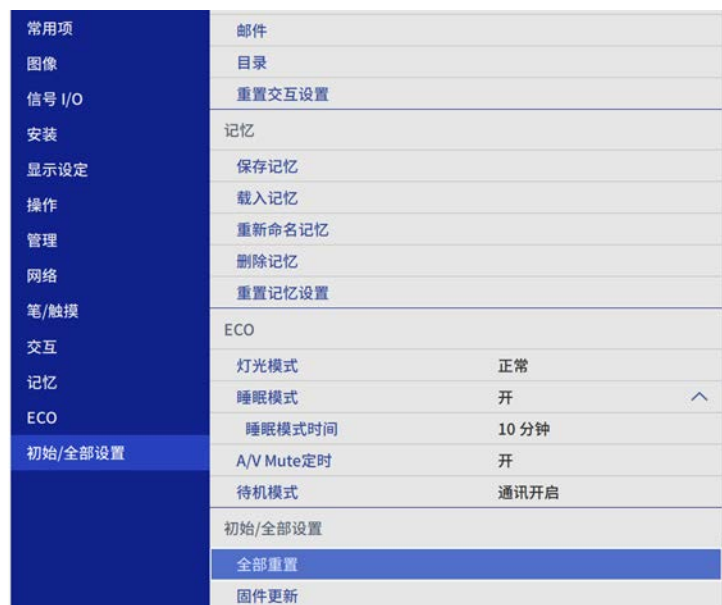 常用项
图像
信号 I/O
安装
显示设定
操作
管理
网络
笔/触摸
交互
记忆
ECO
初始/全部设置
邮件
目录
重置交互设置
记忆
保存记忆
载入记忆
重新命名记忆
删除记忆
重置记忆设置
ECO
灯光模式 正常
睡眠模式 开
睡眠模式时间 10 分钟
A/V Mute定时 开
待机模式 通讯开启
初始/全部设置
全部重置
固件更新